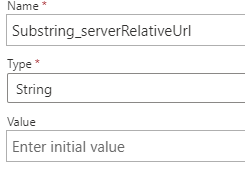 Name *
Substring_serverRelativeUrl
Type *
String
Value
Enter initial value